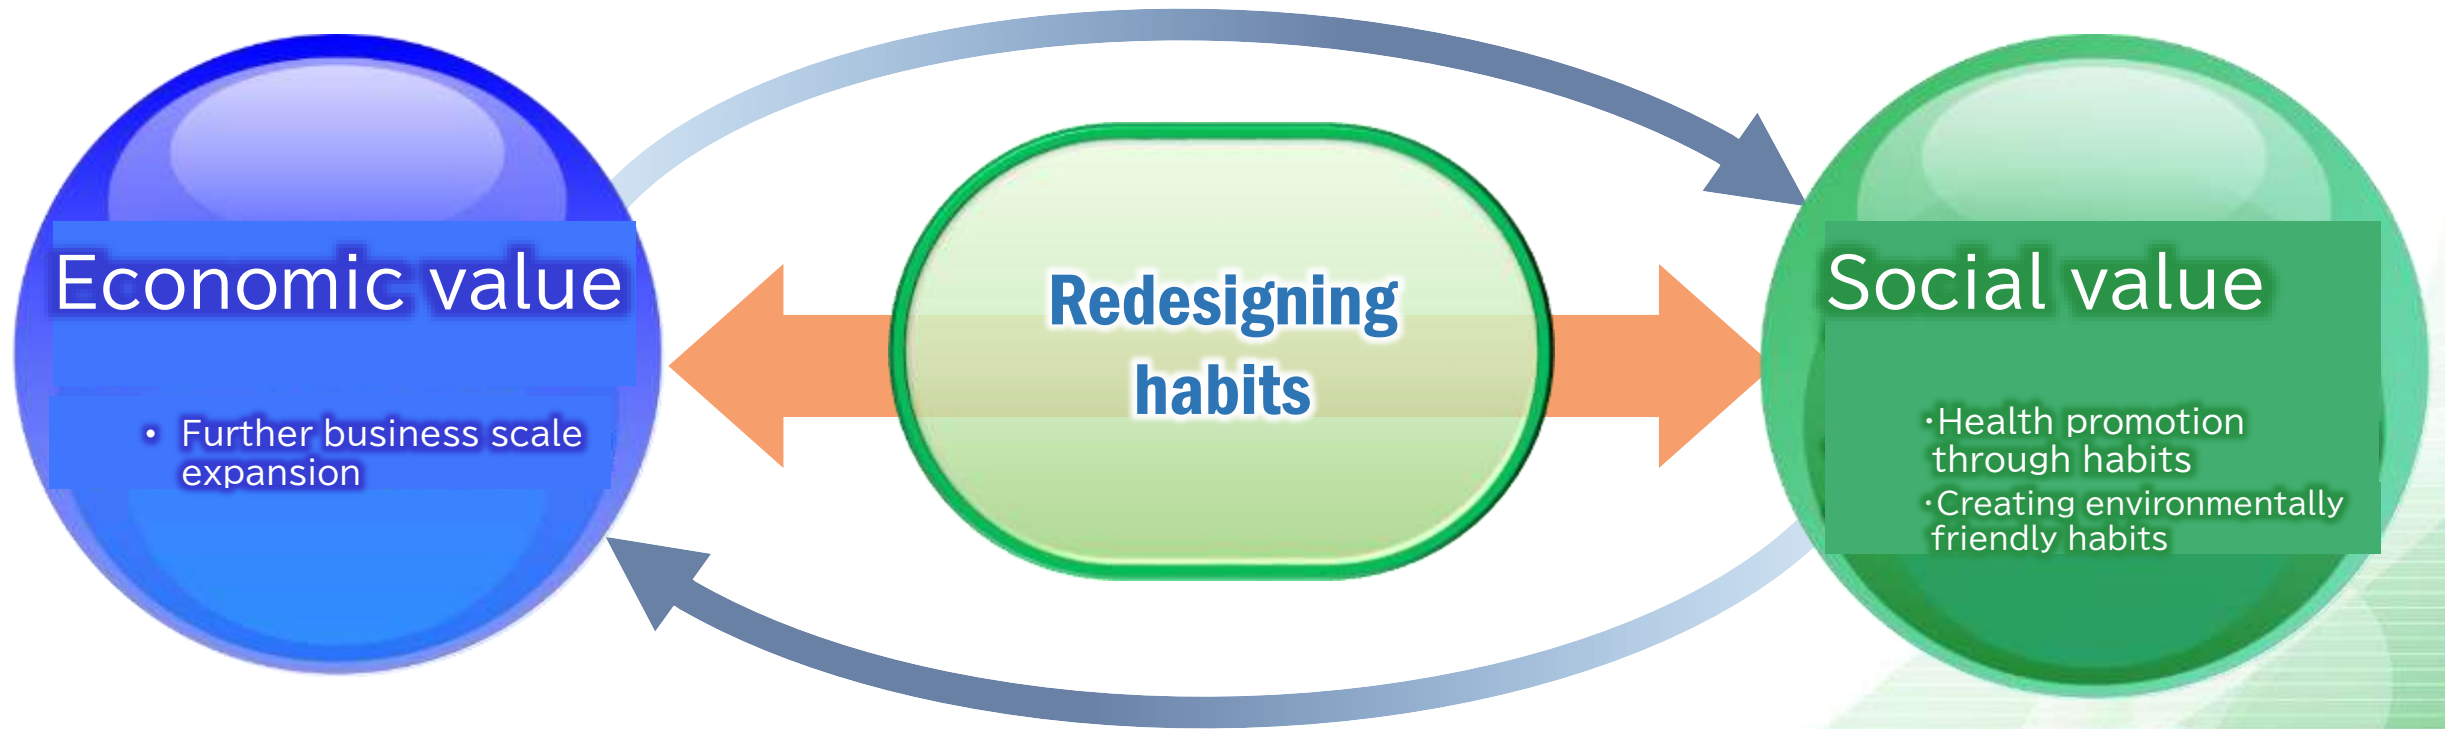 Economic value
• Further business scale
expansion
Redesigning
habits
Social value
・Health promotion
through habits
・Creating environmentally
friendly habits